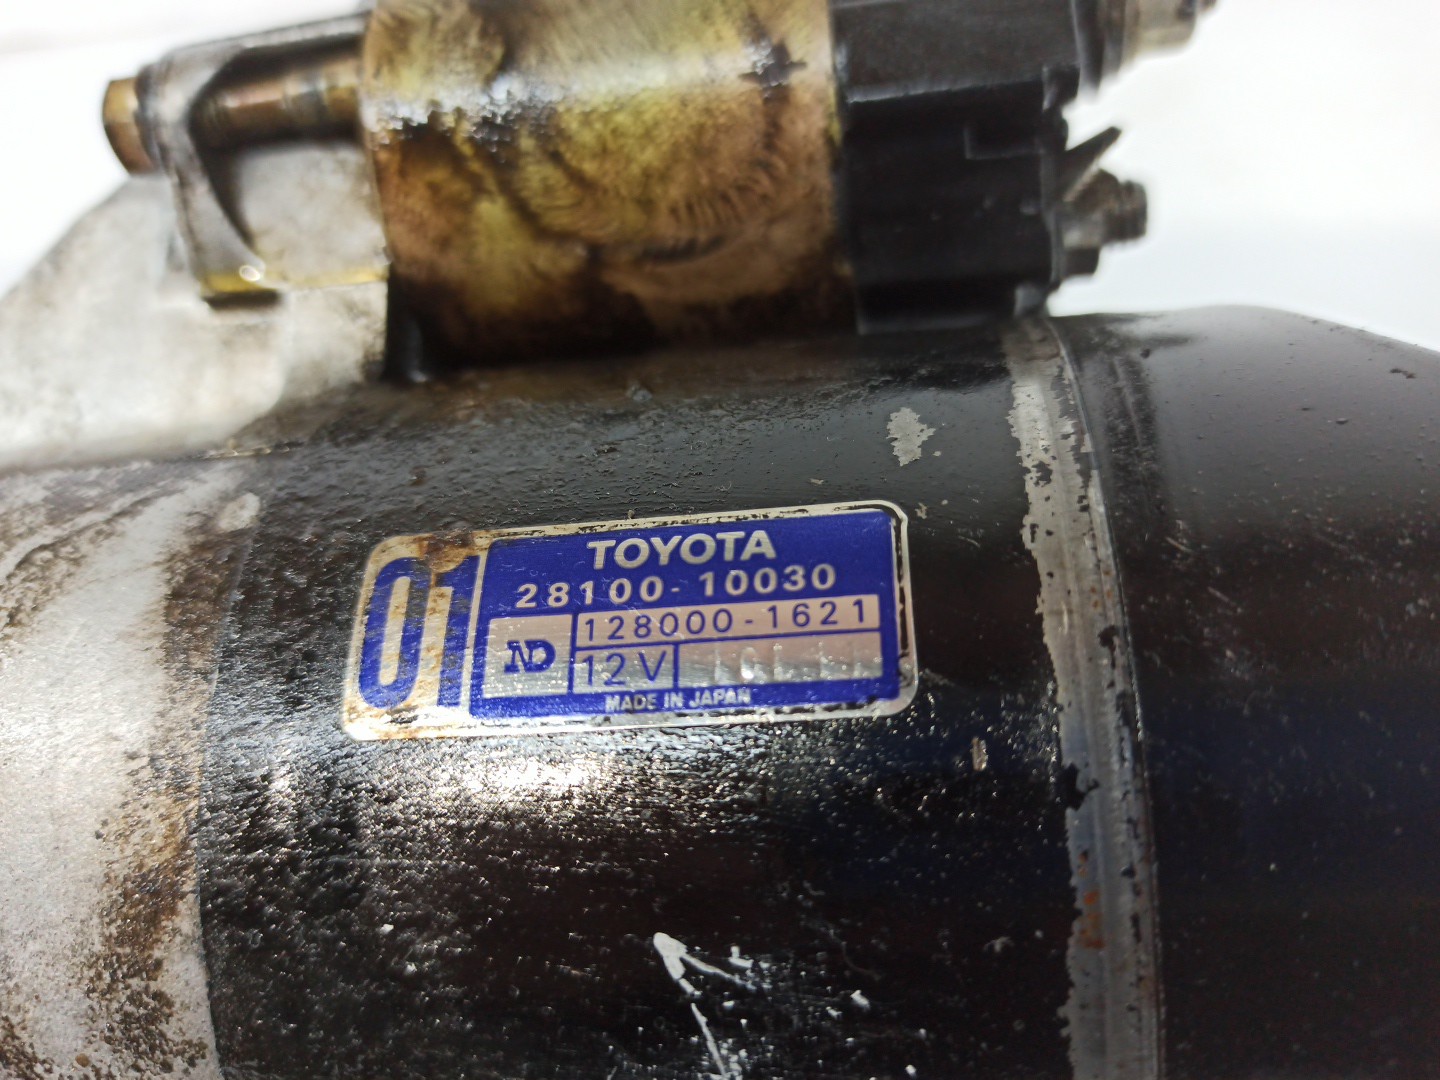 01
TOYOTA
28100-10030
ND
128000-1621
12V
MADE IN JAPAN